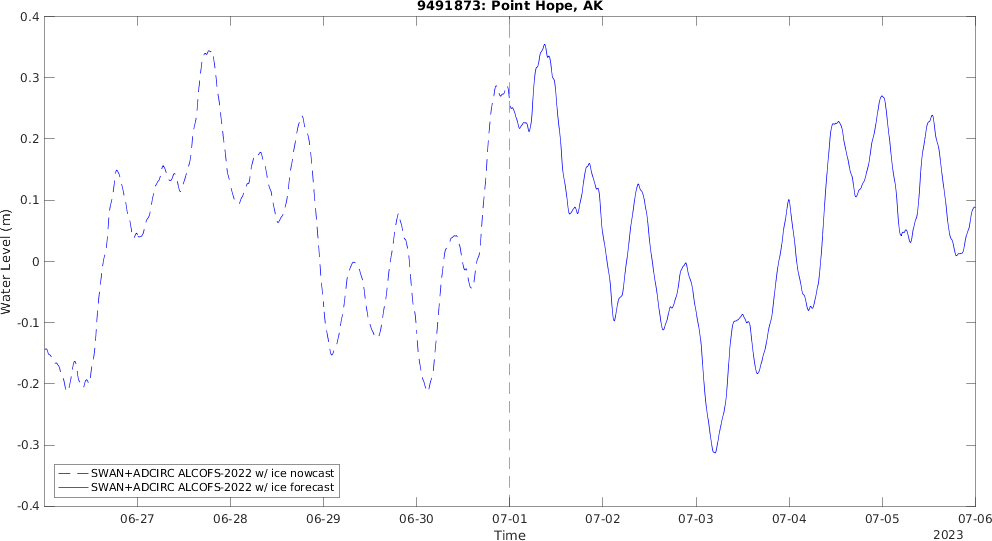 9491873: Point Hope, AK
0.4
0.3
0.2
0.1
0
-0.1
-0.2
-0.3
-0.4
Water Level (m)
SWAN+ADCIRC ALCOFS-2022 w/ ice nowcast
SWAN+ADCIRC ALCOFS-2022 w/ ice forecast
06-27 06-28 06-29 06-30 07-01 07-02 07-03 07-04 07-05 07-06
Time
2023